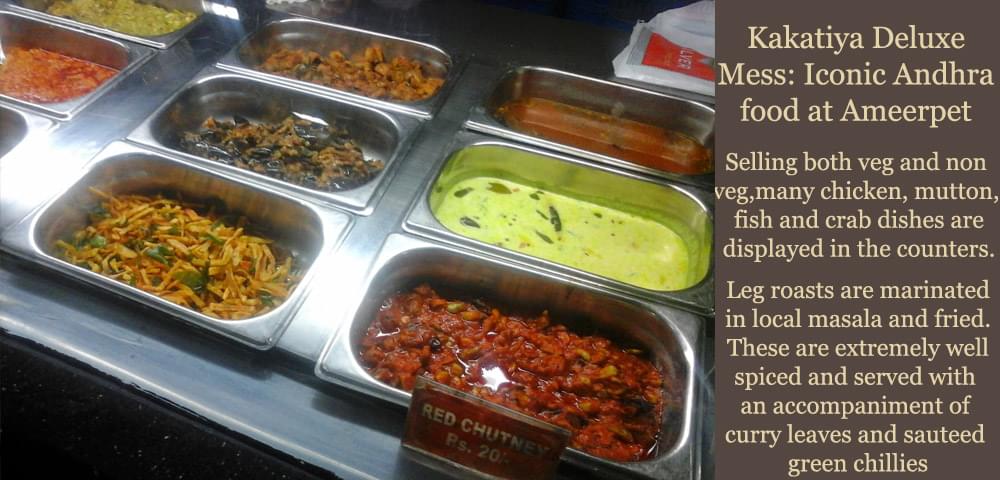 Kakatiya Deluxe
Mess: Iconic Andhra
food at Ameerpet
Selling both veg and non
veg,many chicken, mutton,
fish and crab dishes are
displayed in the counters.
Leg roasts are marinated
in local masala and fried.
These are extremely well
spiced and served with
an accompaniment of
curry leaves and sauteed
green chillies
RED CHUTNEY
Rs. 20/-